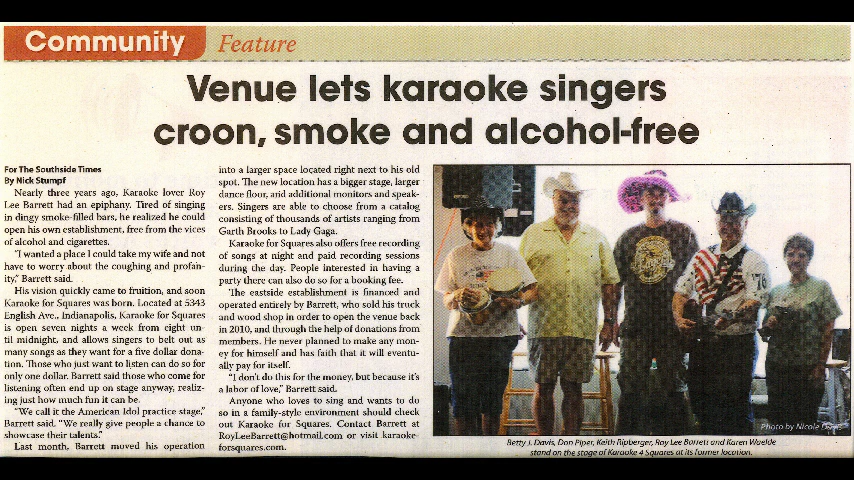 Community Feature
Venue lets karaoke singers
croon, smoke and alcohol-free
For The Southside Times
By Nick Stumpf
Nearly three years ago, Karaoke lover Roy
Lee Barrett had an epiphany. Tired of singing
in dingy smoke-filled bars, he realized he could
open his own establishment, free from the vices
of alcohol and cigarettes.
"I wanted a place I could take my wife and not
have to worry about the coughing and profan-
ity," Barrett said.
His vision quickly came to fruition, and soon
Karaoke for Squares was born. Located at 5343
English Ave., Indianapolis, Karaoke for Squares
is open seven nights a week from eight un-
til midnight, and allows singers to belt out as
many songs as they want for a five dollar dona-
tion. Those who just want to listen can do so for
only one dollar. Barrett said those who come for
listening often end up on stage anyway, realiz-
ing just how much fun it can be.
"We call it the American Idol practice stage,"
Barrett said. "We really give people a chance to
showcase their talents."
Last month, Barrett moved his operation
into a larger space located right next to his old
spot. The new location has a bigger stage, larger
dance floor, and additional monitors and speak-
ers. Singers are able to choose from a catalog
consisting of thousands of artists ranging from
Garth Brooks to Lady Gaga.
Karaoke for Squares also offers free recording
of songs at night and paid recording sessions
during the day. People interested in having a
party there can also do so for a booking fee.
The eastside establishment is financed and
operated entirely by Barrett, who sold his truck
and wood shop in order to open the venue back
in 2010, and through the help of donations from
members. He never planned to make any mon-
ey for himself and has faith that it will eventu-
ally pay for itself.
"I don't do this for the money, but because it's
a labor of love," Barrett said.
Anyone who loves to sing and wants to do
so in a family-style environment should check
out Karaoke for Squares. Contact Barrett at
RoyLeeBarrett@hotmail.com or visit karaoke-
forsquares.com.
76
Photo by Nicole Davis
Betty J. Davis, Don Piper, Keith Ripberger, Roy Lee Barrett and Karen Waelde
stand on the stage of Karaoke 4 Squares at its former location.